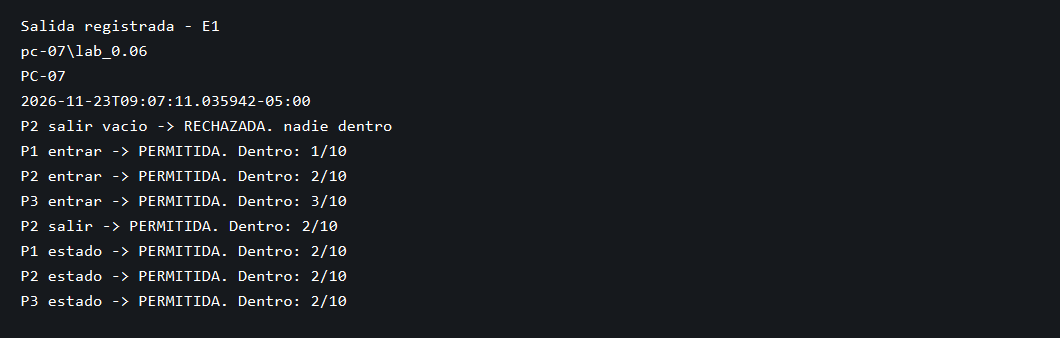 Salida registrada - E1
pc-07\lab_0.06
PC-07
2026-11-23T09:07:11.035942-05:00
P2 salir vacio -> RECHAZADA. nadie dentro
P1 entrar -> PERMITIDA. Dentro: 1/10
P2 entrar -> PERMITIDA. Dentro: 2/10
P3 entrar -> PERMITIDA. Dentro: 3/10
P2 salir -> PERMITIDA. Dentro: 2/10
P1 estado -> PERMITIDA. Dentro: 2/10
P2 estado -> PERMITIDA. Dentro: 2/10
P3 estado -> PERMITIDA. Dentro: 2/10